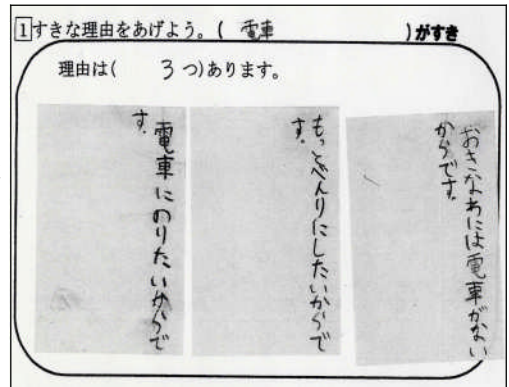 1 すきな理由をあげよう。( 電車 )がすき
理由は( 3つ)あります。
おきなわには電車がない
からです。
もっとべんりにしたいからで
す。
電車にのりたいからで
す。